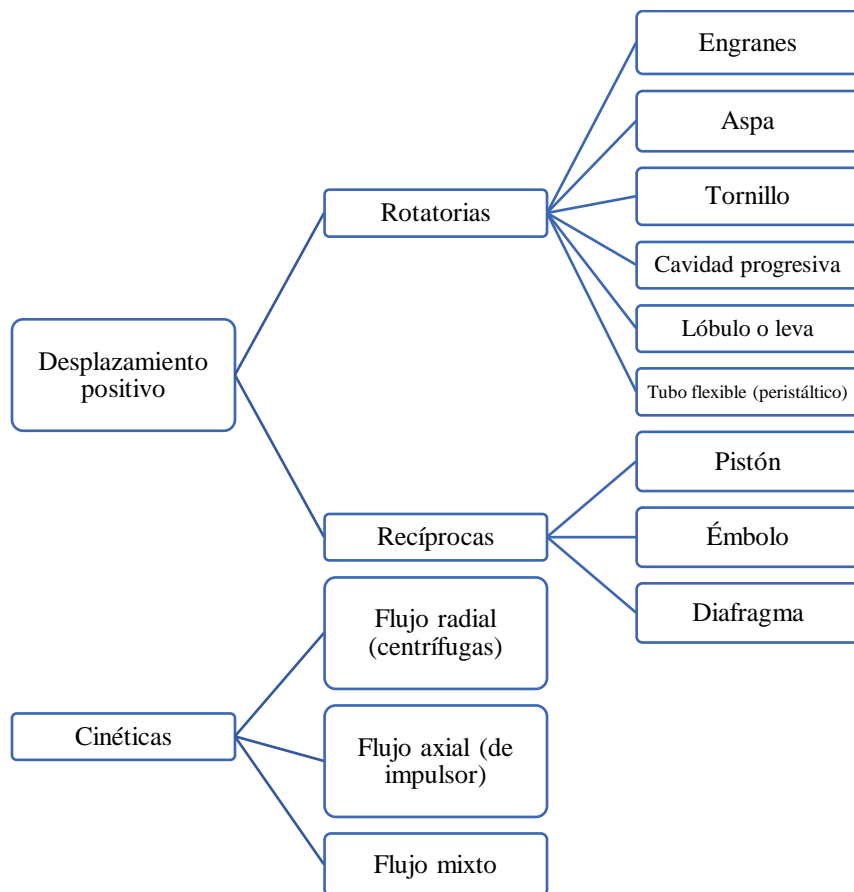 Desplazamiento
positivo
Rotatorias
Engranes
Aspa
Tornillo
Cavidad progresiva
Lóbulo o leva
Tubo flexible (peristáltico)
Recíprocas
Pistón
Émbolo
Diafragma
Cinéticas
Flujo radial
(centrífugas)
Flujo axial (de
impulsor)
Flujo mixto